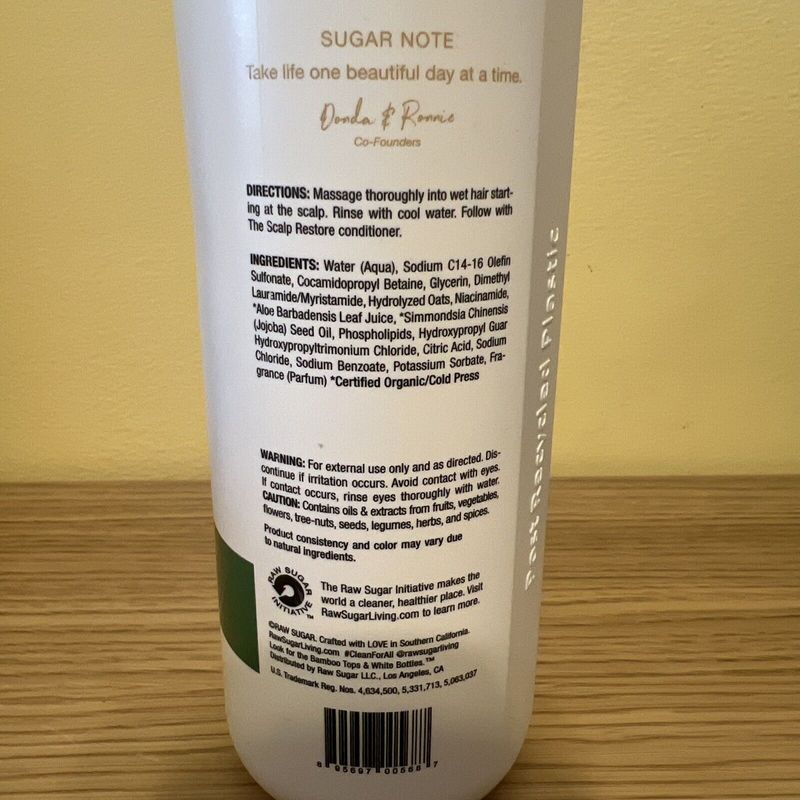 SUGAR NOTE
Take life one beautiful day at a time.
Donda & Ronnie
Co-Founders
DIRECTIONS: Massage thoroughly into wet hair start-
ing at the scalp. Rinse with cool water. Follow with
The Scalp Restore conditioner.
INGREDIENTS: Water (Aqua), Sodium C14-16 Olefin
Sulfonate, Cocamidopropyl Betaine, Glycerin, Dimethyl
Lauramide/Myristamide, Hydrolyzed Oats, Niacinamide,
*Aloe Barbadensis Leaf Juice, *Simmondsia Chinensis
(Jojoba) Seed Oil, Phospholipids, Hydroxypropyl Guar
Hydroxypropyltrimonium Chloride, Citric Acid, Sodium
Chloride, Sodium Benzoate, Potassium Sorbate, Fra-
grance (Parfum) *Certified Organic/Cold Press
WARNING: For external use only and as directed. Dis-
continue if irritation occurs. Avoid contact with eyes.
If contact occurs, rinse eyes thoroughly with water.
CAUTION: Contains oils & extracts from fruits, vegetables,
flowers, tree-nuts, seeds, legumes, herbs, and spices.
Product consistency and color may vary due
to natural ingredients.
RAW SUGAR
INITIATIVE™
The Raw Sugar Initiative makes the
world a cleaner, healthier place. Visit
RawSugarLiving.com to learn more.
©RAW SUGAR. Crafted with LOVE in Southern California.
RawSugarLiving.com #CleanForAll @rawsugarliving
Look for the Bamboo Tops & White Bottles.™
Distributed by Raw Sugar LLC., Los Angeles, CA
U.S. Trademark Reg. Nos. 4,634,500, 5,331,713, 5,063,037
8 95697 00568 7
Post Recycled Plastic